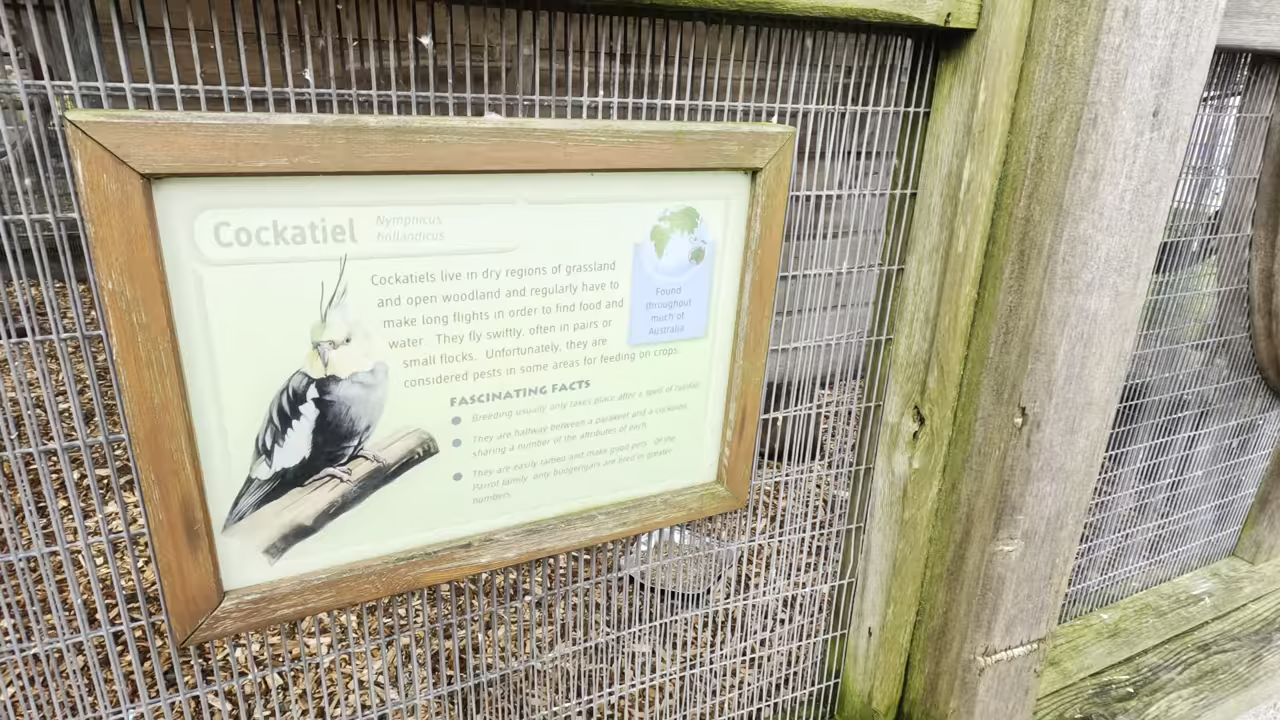 Cockatiel
Nymphicus
hollandicus
Cockatiels live in dry regions of grassland
and open woodland and regularly have to
make long flights in order to find food and
water. They fly swiftly, often in pairs or
small flocks. Unfortunately, they are
considered pests in some areas for feeding on crops.
Found
throughout
much of
Australia
FASCINATING FACTS
Breeding usually only takes place after a spell of rainfall.
They are halfway between a parakeet and a cockatoo,
sharing a number of the attributes of each.
They are easily tamed and make good pets. Of the
Parrot family only budgerigars are bred in greater
numbers.